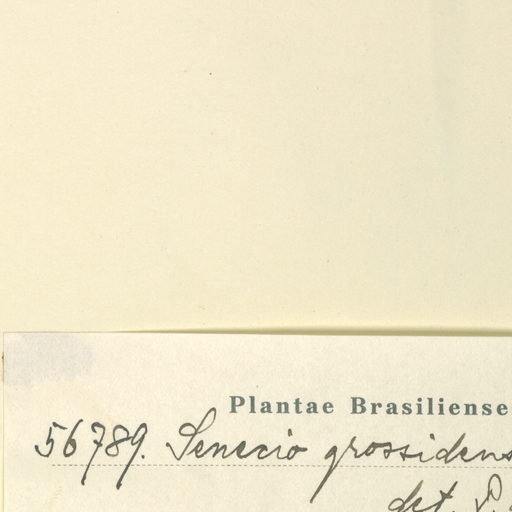 Plantae Brasiliense
56789. Senecio grossidens
det.